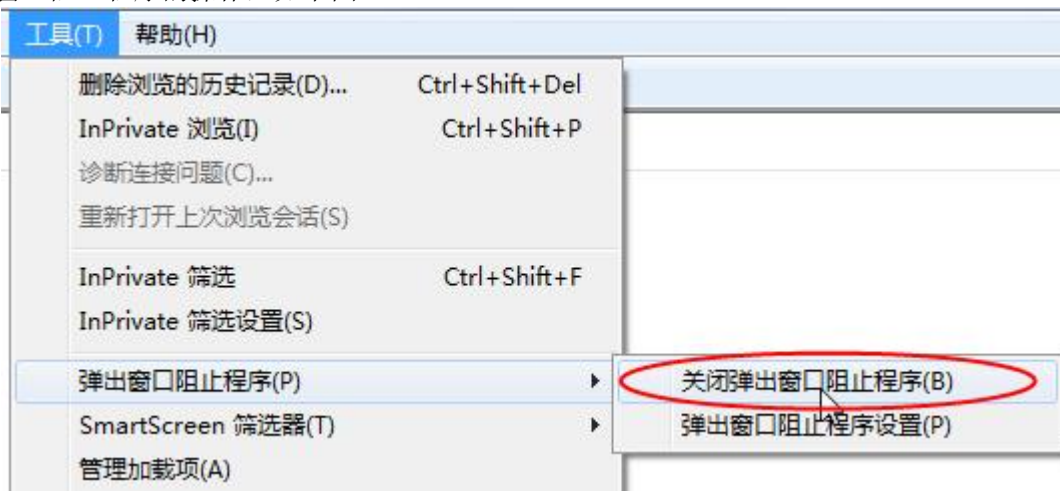 工具(T) 帮助(H)
删除浏览的历史记录(D)... Ctrl+Shift+Del
InPrivate 浏览(I) Ctrl+Shift+P
诊断连接问题(C)...
重新打开上次浏览会话(S)
InPrivate 筛选 Ctrl+Shift+F
InPrivate 筛选设置(S)
弹出窗口阻止程序(P) 关闭弹出窗口阻止程序(B)
SmartScreen 筛选器(T) 弹出窗口阻止程序设置(P)
管理加载项(A)